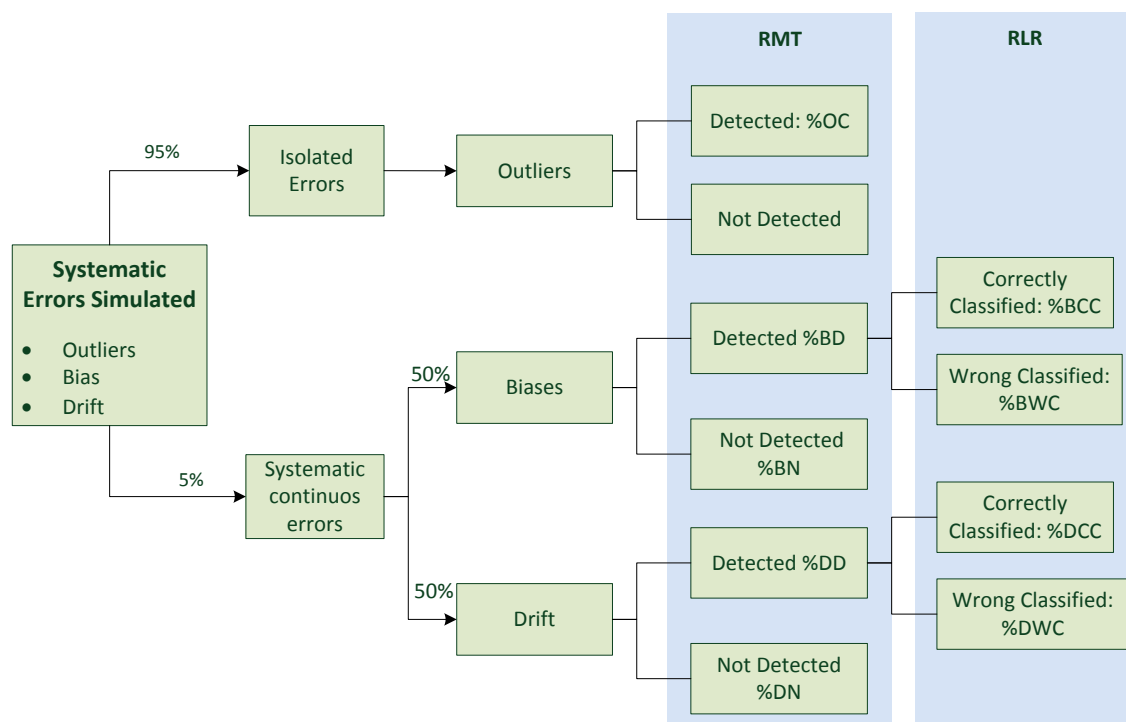 RMT
RLR
Detected: %OC
95%
Isolated
Errors
Outliers
Not Detected
Systematic
Errors Simulated
• Outliers
• Bias
• Drift
Correctly
Classified: %BCC
Detected %BD
50%
Biases
Wrong Classified:
%BWC
Not Detected
%BN
5%
Systematic
continuos
errors
Correctly
Classified: %DCC
Detected %DD
50%
Drift
Wrong Classified:
%DWC
Not Detected
%DN